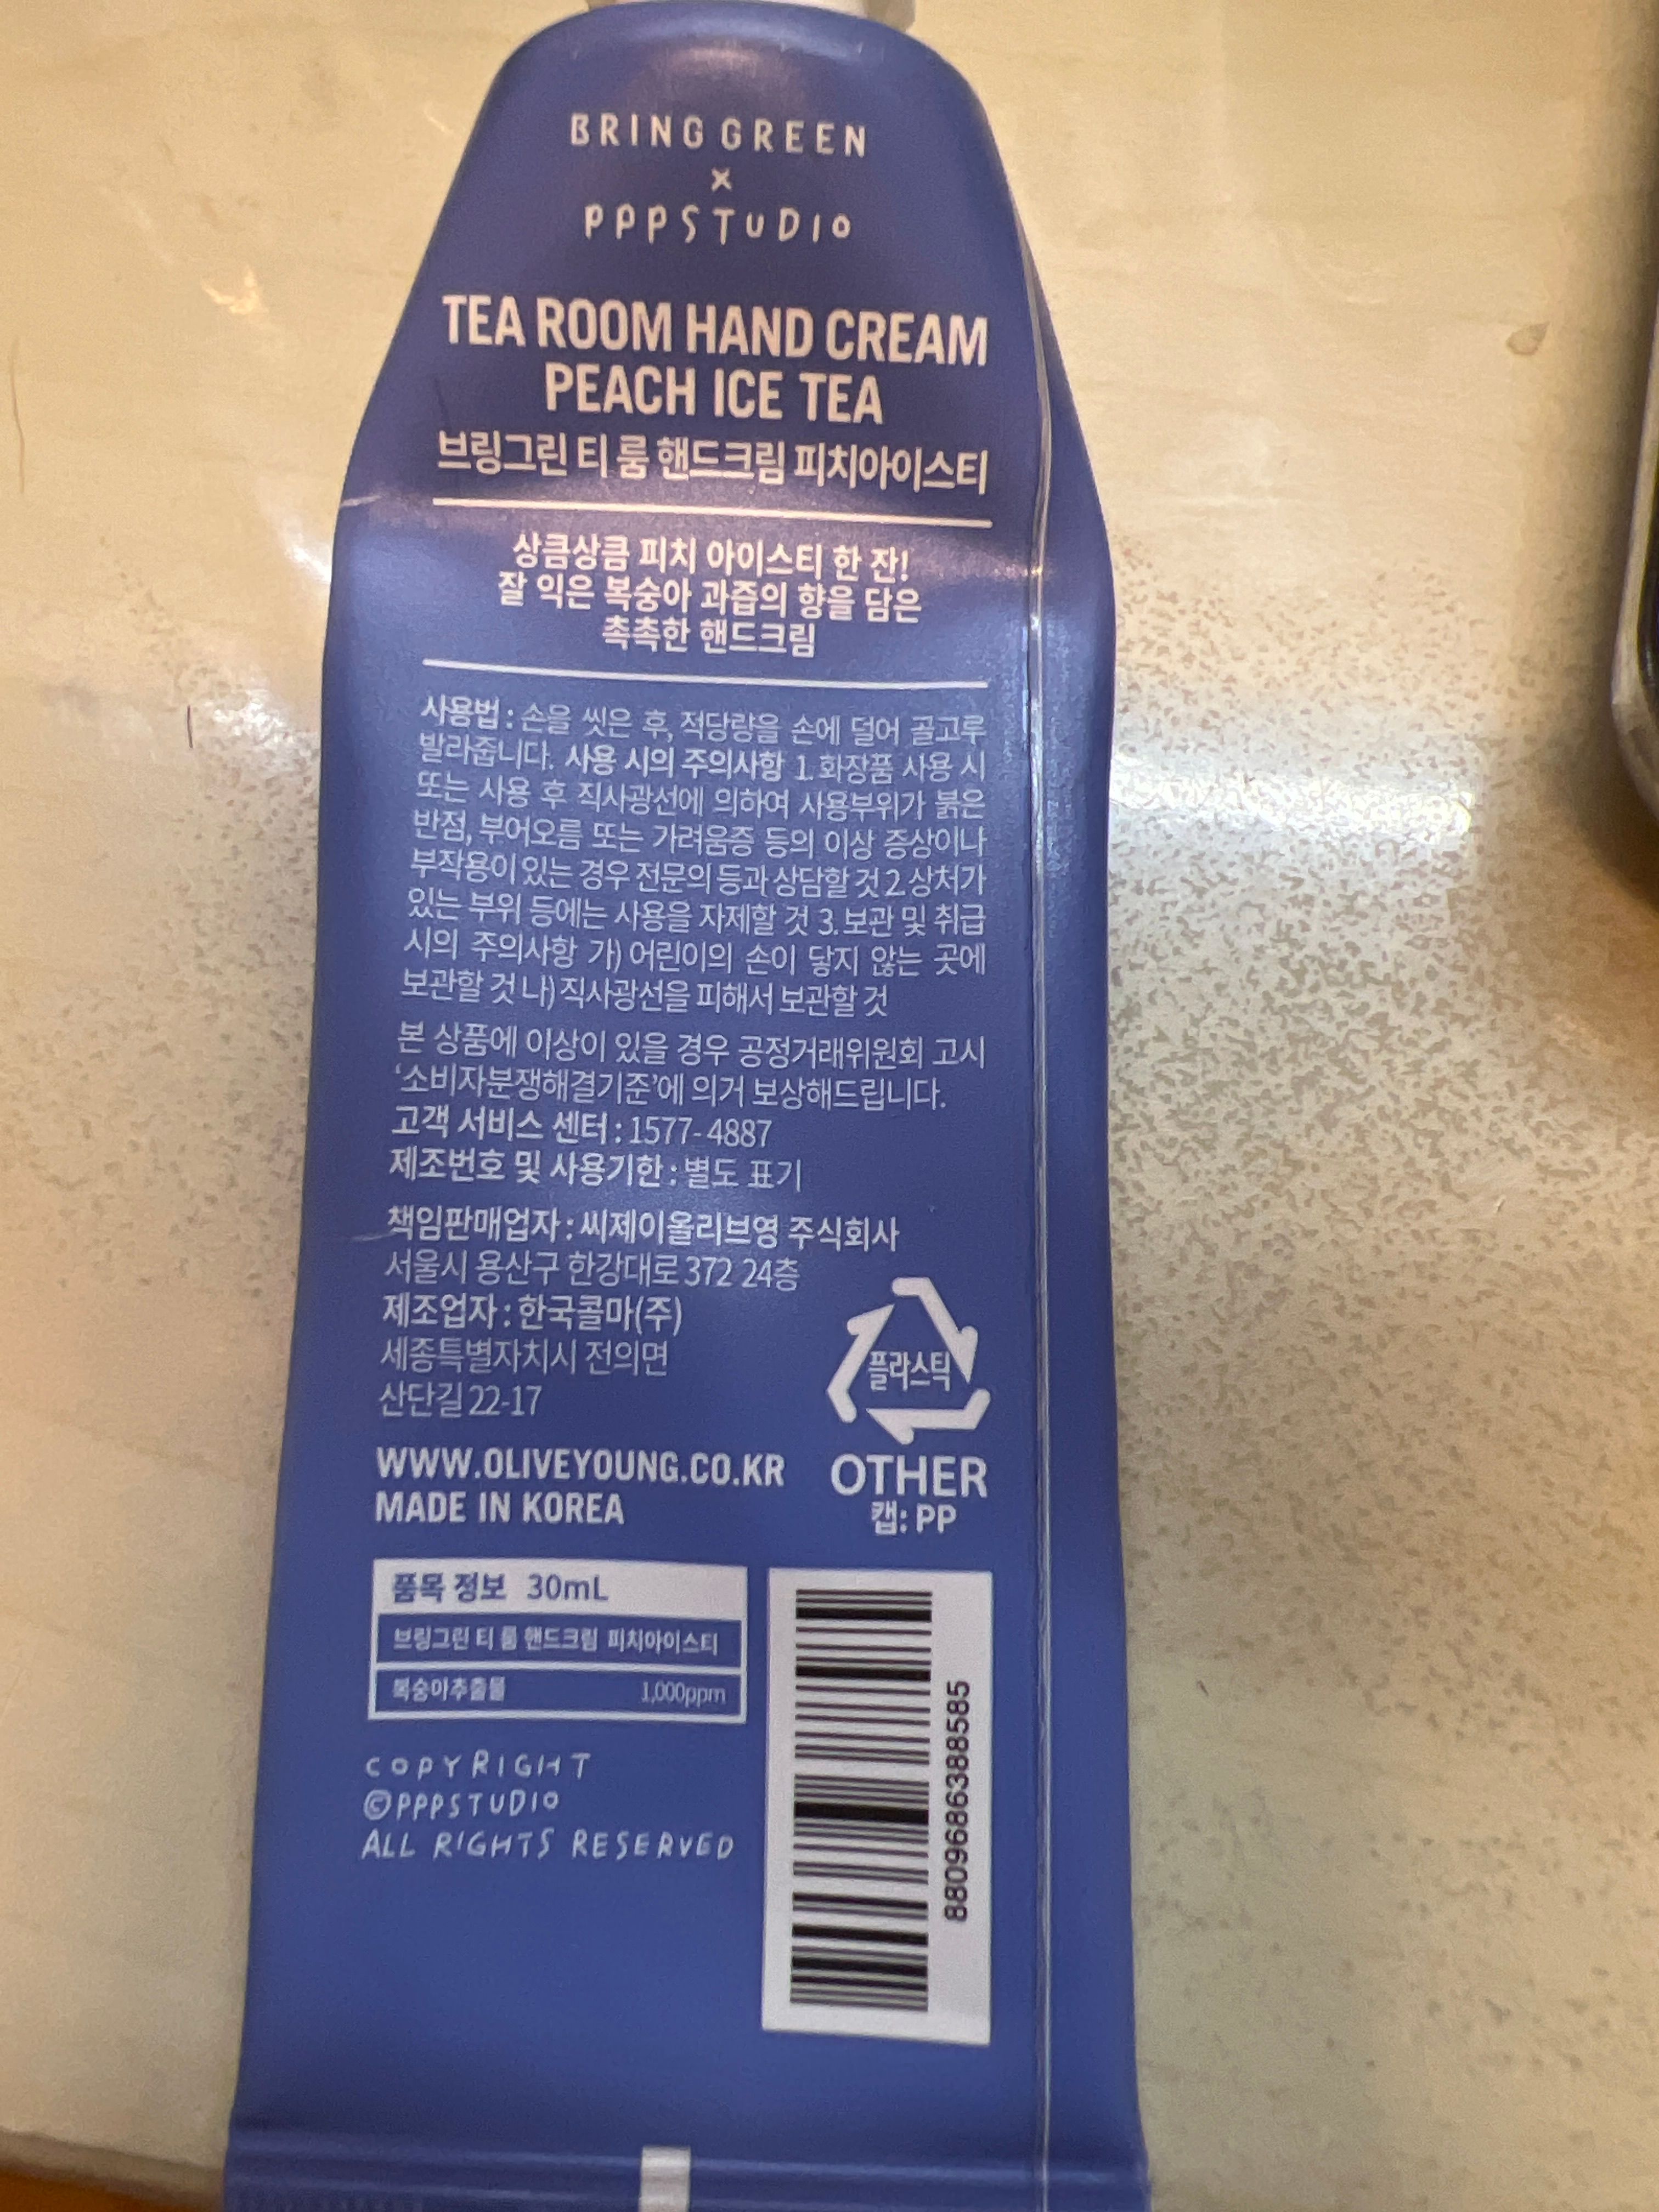 BRING GREEN
×
PPPSTUDIO
TEA ROOM HAND CREAM
PEACH ICE TEA
브링그린 티 룸 핸드크림 피치아이스티
상큼상큼 피치 아이스티 한 잔!
잘 익은 복숭아 과즙의 향을 담은
촉촉한 핸드크림
사용법 : 손을 씻은 후, 적당량을 손에 덜어 골고루
발라줍니다. 사용 시의 주의사항 1. 화장품 사용 시
또는 사용 후 직사광선에 의하여 사용부위가 붉은
반점, 부어오름 또는 가려움증 등의 이상 증상이나
부작용이 있는 경우 전문의 등과 상담할 것 2. 상처가
있는 부위 등에는 사용을 자제할 것 3. 보관 및 취급
시의 주의사항 가) 어린이의 손이 닿지 않는 곳에
보관할 것 나) 직사광선을 피해서 보관할 것
본 상품에 이상이 있을 경우 공정거래위원회 고시
‘소비자분쟁해결기준’에 의거 보상해드립니다.
고객 서비스 센터 : 1577-4887
제조번호 및 사용기한 : 별도 표기
책임판매업자 : 씨제이올리브영 주식회사
서울시 용산구 한강대로 372 24층
제조업자 : 한국콜마(주)
세종특별자치시 전의면
산단길 22-17
플라스틱
OTHER
캡: PP
WWW.OLIVEYOUNG.CO.KR
MADE IN KOREA
품목 정보 30mL
브링그린 티 룸 핸드크림 피치아이스티
복숭아추출물 1,000ppm
8809686388585
COPYRIGHT
©PPPSTUDIO
ALL RIGHTS RESERVED